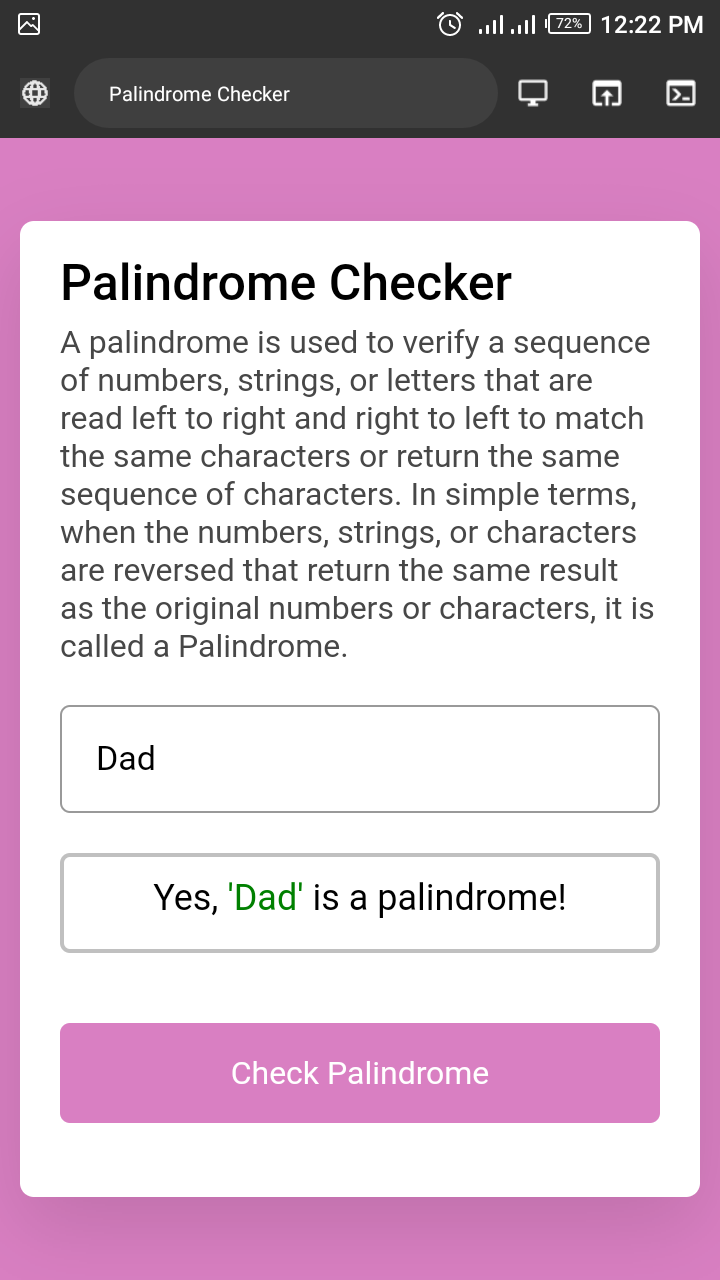 72% 12:22 PM
Palindrome Checker
Palindrome Checker
A palindrome is used to verify a sequence
of numbers, strings, or letters that are
read left to right and right to left to match
the same characters or return the same
sequence of characters. In simple terms,
when the numbers, strings, or characters
are reversed that return the same result
as the original numbers or characters, it is
called a Palindrome.
Dad
Yes, 'Dad' is a palindrome!
Check Palindrome